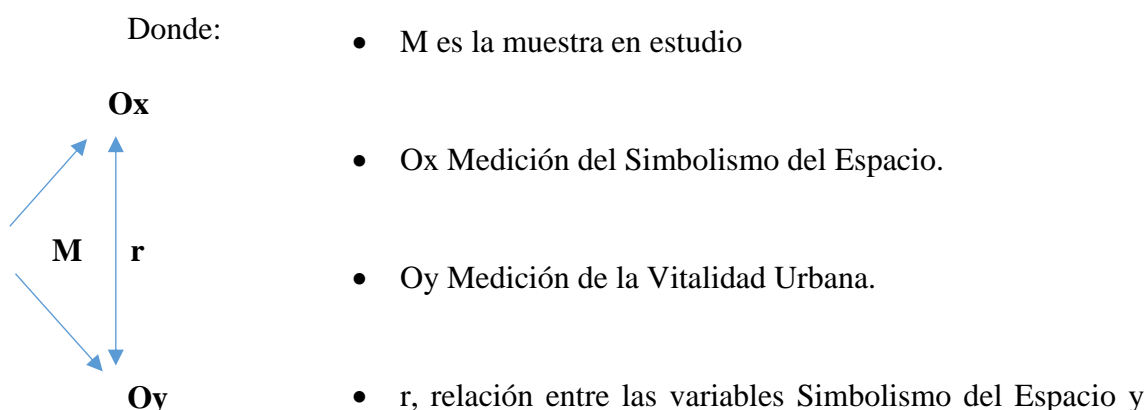 Donde:
• M es la muestra en estudio
Ox
• Ox Medición del Simbolismo del Espacio.
M r
• Oy Medición de la Vitalidad Urbana.
Oy
• r, relación entre las variables Simbolismo del Espacio y